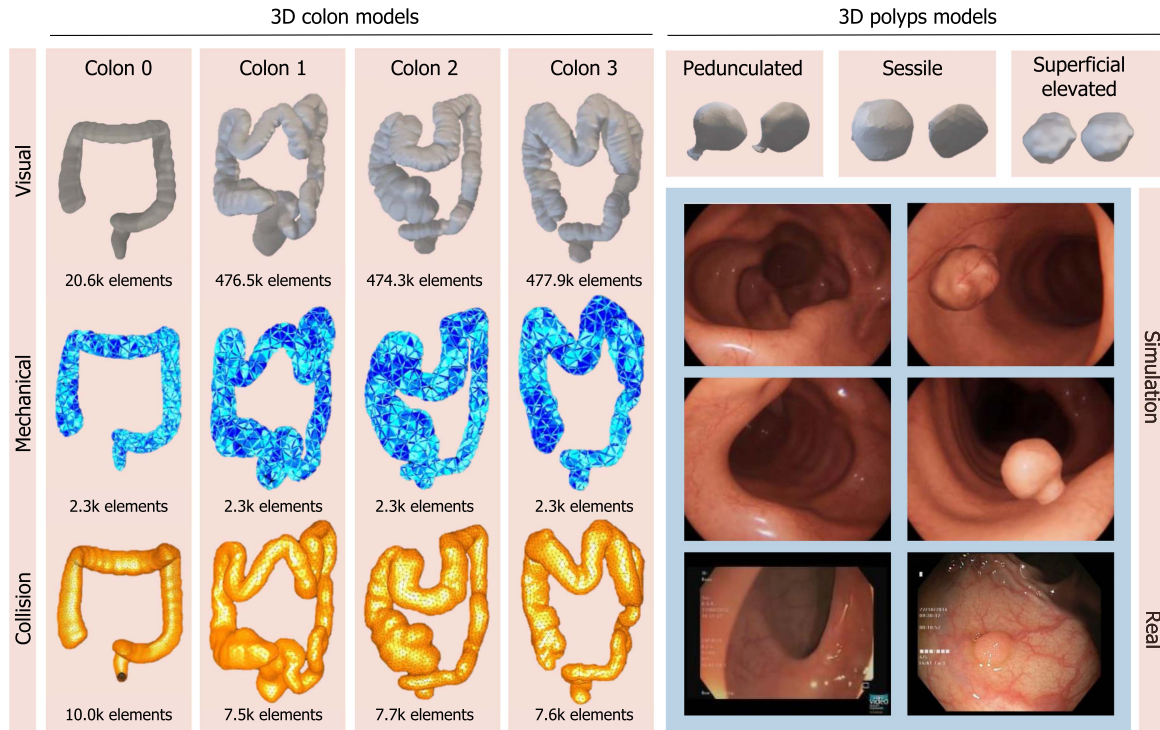 3D colon models
3D polyps models
Colon 0
Colon 1
Colon 2
Colon 3
Pedunculated
Sessile
Superficial
elevated
Visual
20.6k elements
476.5k elements
474.3k elements
477.9k elements
Mechanical
2.3k elements
2.3k elements
2.3k elements
2.3k elements
Collision
10.0k elements
7.5k elements
7.7k elements
7.6k elements
Simulation
Real
video